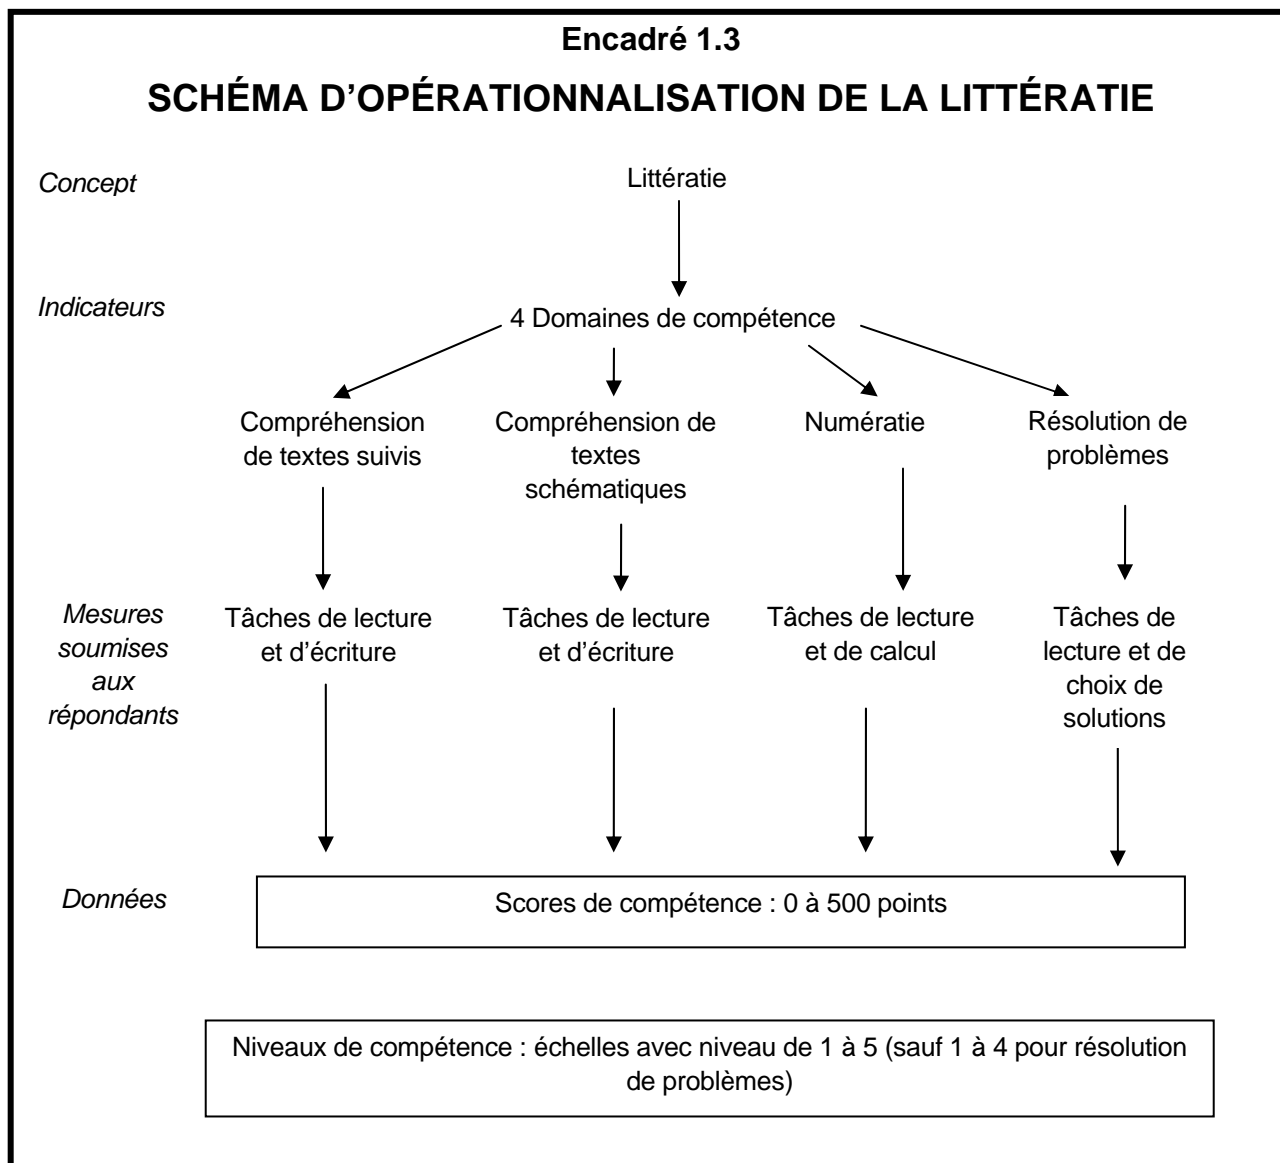 Encadré 1.3
SCHÉMA D'OPÉRATIONNALISATION DE LA LITTÉRATIE
Concept
Littératie
Indicateurs
4 Domaines de compétence
Compréhension
de textes suivis
Compréhension de
textes
schématiques
Numératie
Résolution de
problèmes
Mesures
soumises
aux
répondants
Tâches de lecture
et d'écriture
Tâches de lecture
et d'écriture
Tâches de lecture
et de calcul
Tâches de
lecture et de
choix de
solutions
Données
Scores de compétence : 0 à 500 points
Niveaux de compétence : échelles avec niveau de 1 à 5 (sauf 1 à 4 pour résolution
de problèmes)